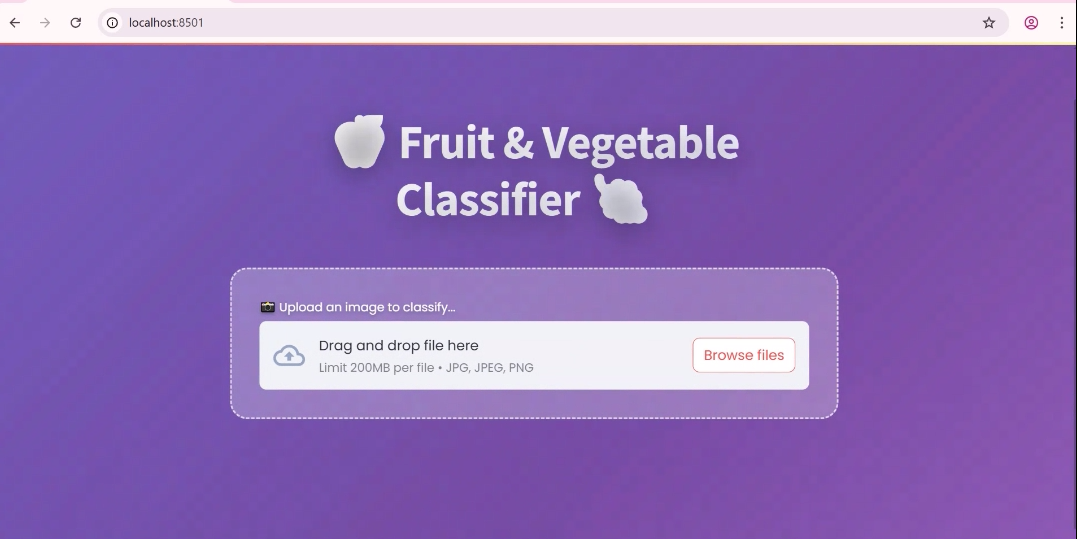 localhost:8501
Fruit & Vegetable
Classifier
Upload an image to classify...
Drag and drop file here
Limit 200MB per file • JPG, JPEG, PNG
Browse files